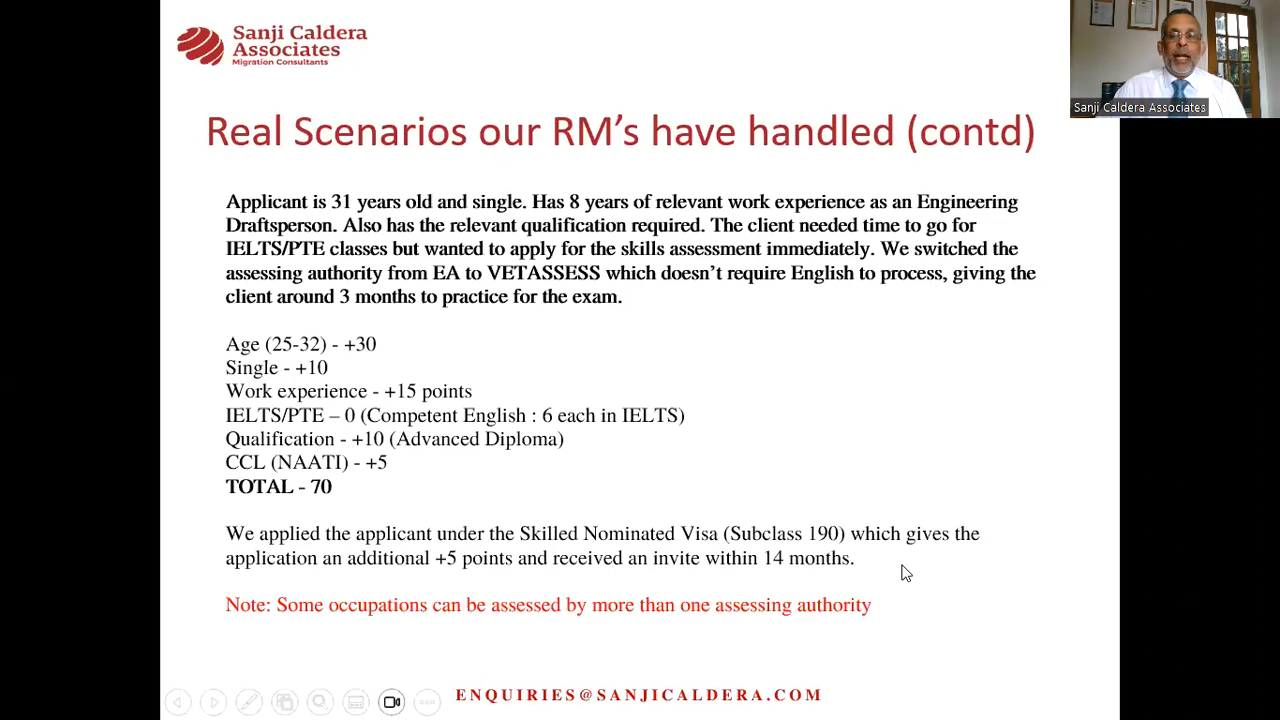 Sanji Caldera
Associates
Migration Consultants
Sanji Caldera Associates
Real Scenarios our RM's have handled (contd)
Applicant is 31 years old and single. Has 8 years of relevant work experience as an Engineering
Draftsperson. Also has the relevant qualification required. The client needed time to go for
IELTS/PTE classes but wanted to apply for the skills assessment immediately. We switched the
assessing authority from EA to VETASSESS which doesn't require English to process, giving the
client around 3 months to practice for the exam.
Age (25-32) - +30
Single - +10
Work experience - +15 points
IELTS/PTE – 0 (Competent English : 6 each in IELTS)
Qualification - +10 (Advanced Diploma)
CCL (NAATI) - +5
TOTAL - 70
We applied the applicant under the Skilled Nominated Visa (Subclass 190) which gives the
application an additional +5 points and received an invite within 14 months.
Note: Some occupations can be assessed by more than one assessing authority
ENQUIRIES@SANJICALDERA.COM